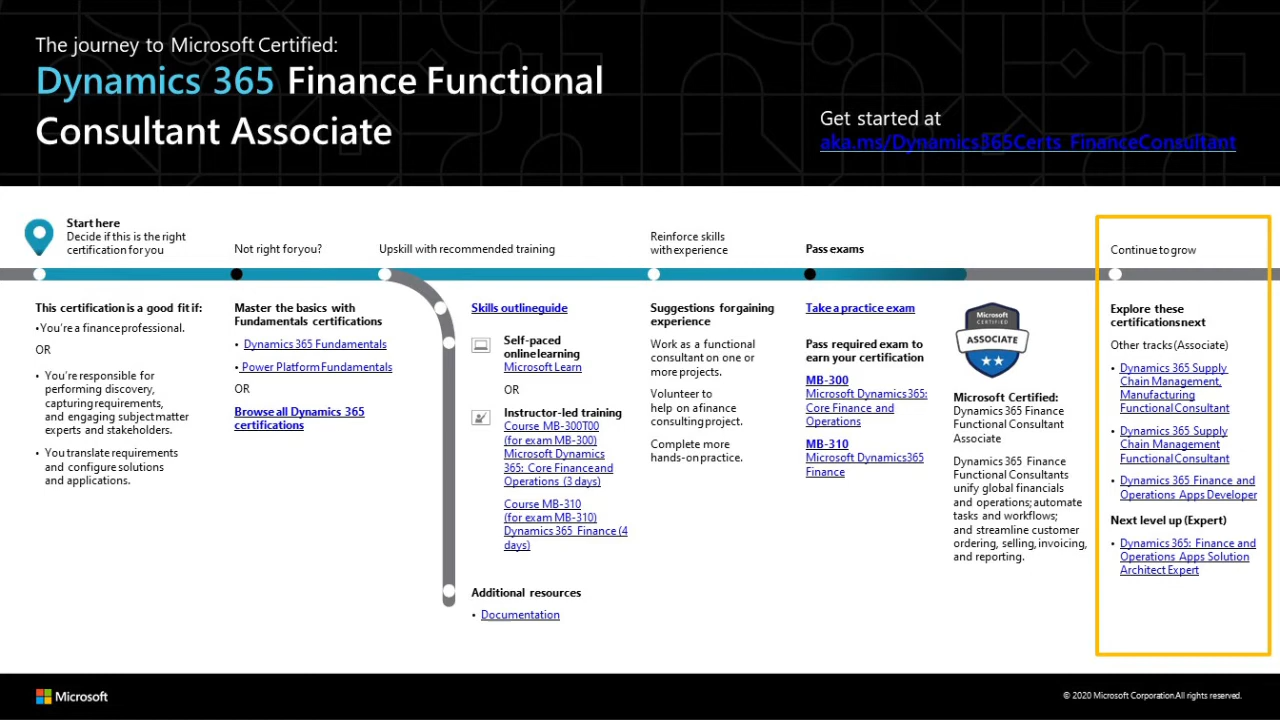 The journey to Microsoft Certified:
Dynamics 365 Finance Functional
Consultant Associate
Get started at
aka.ms/Dynamics365Certs_FinanceConsultant
Start here
Decide if this is the right
certification for you
This certification is a good fit if:
•You're a finance professional.
OR
• You're responsible for
performing discovery,
capturing requirements,
and engaging subject matter
experts and stakeholders.
• You translate requirements
and configure solutions
and applications.
Not right for you?
Master the basics with
Fundamentals certifications
• Dynamics 365 Fundamentals
• Power Platform Fundamentals
OR
Browse all Dynamics 365
certifications
Upskill with recommended training
Skills outline guide
Self-paced
online learning
Microsoft Learn
OR
Instructor-led training
Course MB-300T00
(for exam MB-300)
Microsoft Dynamics
365: Core Finance and
Operations (3 days)
Course MB-310
(for exam MB-310)
Dynamics 365 Finance (4
days)
Additional resources
• Documentation
Reinforce skills
with experience
Suggestions for gaining
experience
Work as a functional
consultant on one or
more projects.
Volunteer to
help on a finance
consulting project.
Complete more
hands-on practice.
Pass exams
Take a practice exam
Pass required exam to
earn your certification
MB-300
Microsoft Dynamics 365:
Core Finance and
Operations
MB-310
Microsoft Dynamics 365
Finance
Microsoft
CERTIFIED
ASSOCIATE
Microsoft Certified:
Dynamics 365 Finance
Functional Consultant
Associate
Dynamics 365 Finance
Functional Consultants
unify global financials
and operations; automate
tasks and workflows;
and streamline customer
ordering, selling, invoicing,
and reporting.
Continue to grow
Explore these
certifications next
Other tracks (Associate)
• Dynamics 365 Supply
Chain Management,
Manufacturing
Functional Consultant
• Dynamics 365 Supply
Chain Management
Functional Consultant
• Dynamics 365 Finance and
Operations Apps Developer
Next level up (Expert)
• Dynamics 365: Finance and
Operations Apps Solution
Architect Expert
Microsoft
© 2020 Microsoft Corporation All rights reserved.